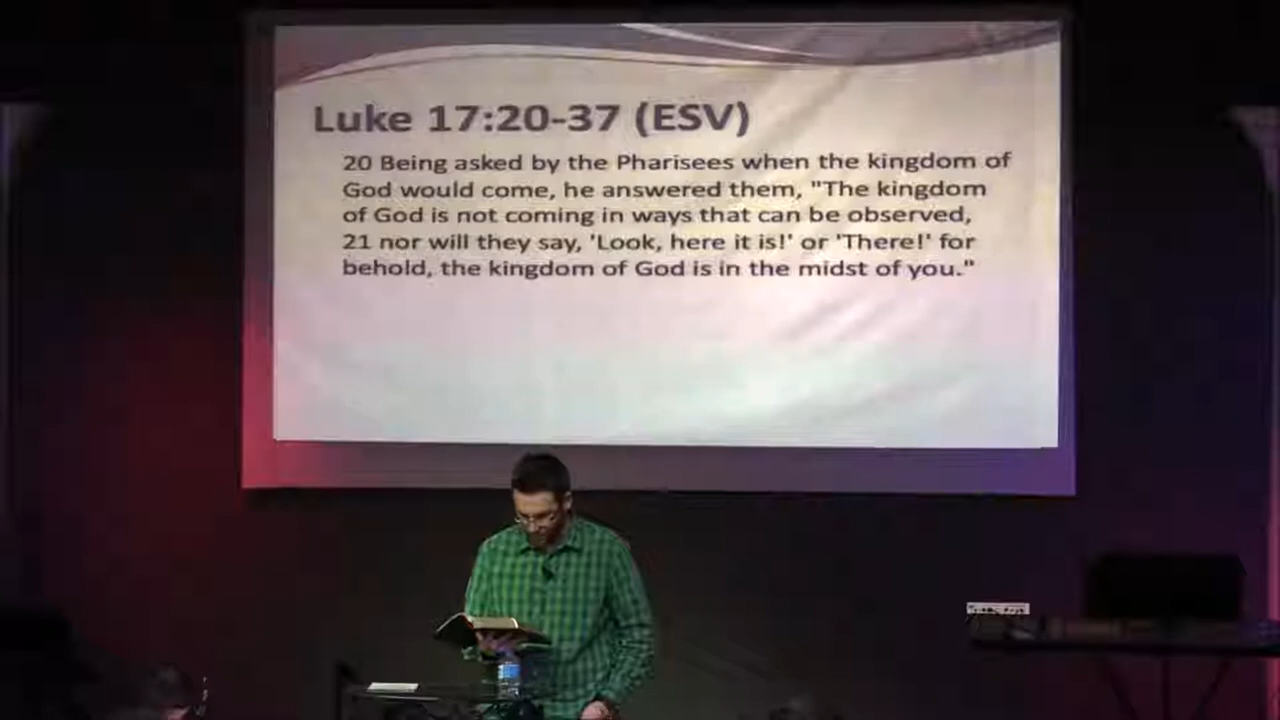 Luke 17:20-37 (ESV)
20 Being asked by the Pharisees when the kingdom of
God would come, he answered them, "The kingdom
of God is not coming in ways that can be observed,
21 nor will they say, 'Look, here it is!' or 'There!' for
behold, the kingdom of God is in the midst of you."